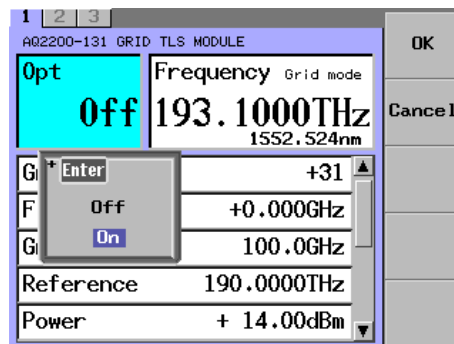 1 2 3
AQ2200-131 GRID TLS MODULE
Opt
Off
Frequency Grid mode
193.1000THz
1552.524nm
OK
Cancel
Enter
Off
On
G +31
F +0.000GHz
G 100.0GHz
Reference 190.0000THz
Power + 14.00dBm